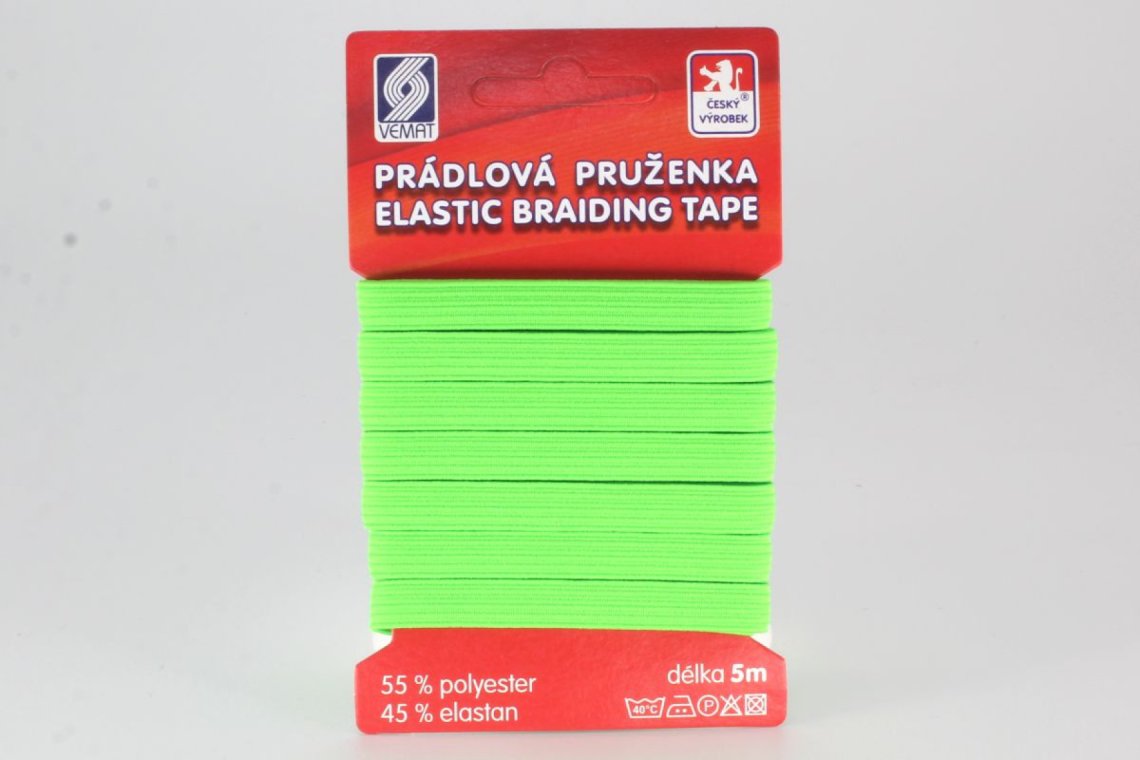 VEMAT
ČESKÝ®
VÝROBEK
PRÁDLOVÁ PRUŽENKA
ELASTIC BRAIDING TAPE
55 % polyester
45 % elastan
délka 5m
40°C P